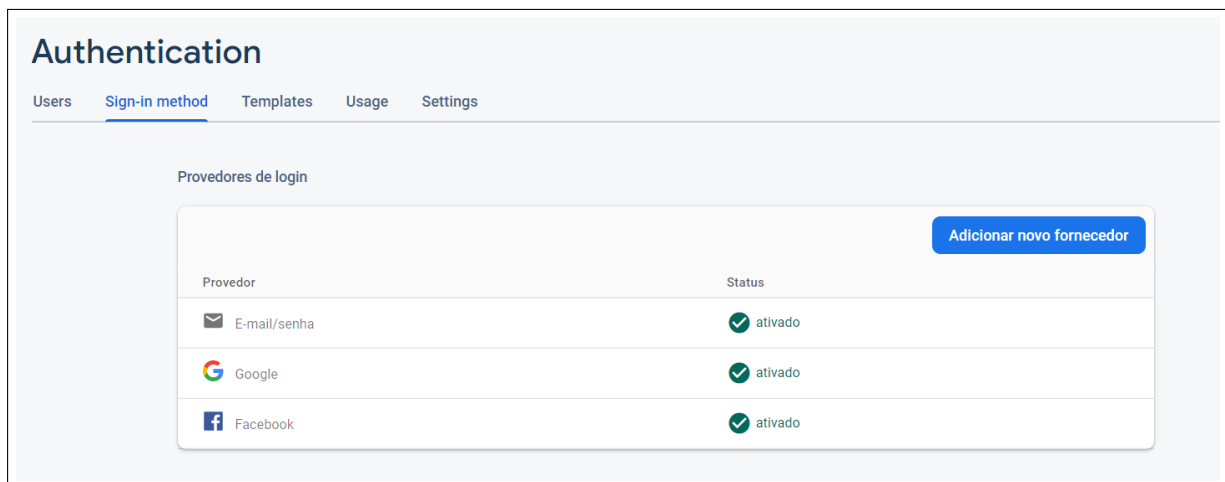 Authentication
Users Sign-in method Templates Usage Settings
Provedores de login
Adicionar novo fornecedor
Provedor Status
E-mail/senha ativado
Google ativado
Facebook ativado